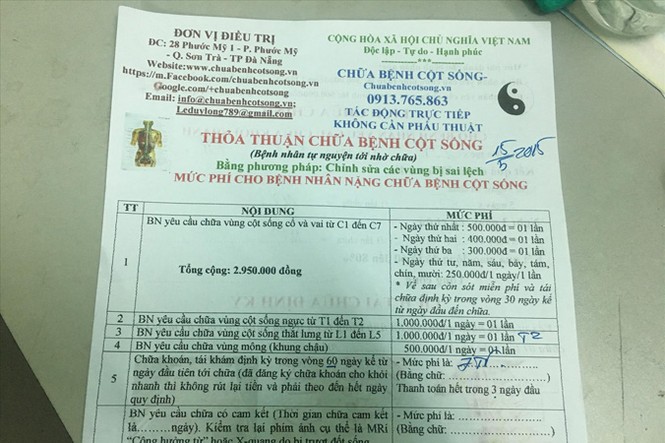 ĐƠN VỊ ĐIỀU TRỊ
ĐC: 28 Phước Mỹ 1 - P. Phước Mỹ
- Q. Sơn Trà - TP Đà Nẵng
Website:www.chuabenhcotsong.vn
https://m.Facebook.com/chuabenhcotsong.vn
Google.com/+chuabenhcotsong.vn
Email: info@chuabenhcotsong.vn;
Leduylong789@gmail.com
CỘNG HÒA XÃ HỘI CHỦ NGHĨA VIỆT NAM
Độc lập - Tự do - Hạnh phúc
CHỮA BỆNH CỘT SỐNG-
Chuabenhcotsong.vn
0913.765.863
TÁC ĐỘNG TRỰC TIẾP
KHÔNG CẦN PHẨU THUẬT
THỎA THUẬN CHỮA BỆNH CỘT SỐNG
15/5-2015
(Bệnh nhân tự nguyện tới nhờ chữa)
Bằng phương pháp: Chỉnh sửa các vùng bị sai lệch
MỨC PHÍ CHO BỆNH NHÂN NẶNG CHỮA BỆNH CỘT SỐNG
TT NỘI DUNG MỨC PHÍ
1
BN yêu cầu chữa vùng cột sống cổ và vai từ C1 đến C7
Tổng cộng: 2.950.000 đồng
- Ngày thứ nhất : 500.000đ = 01 lần
- Ngày thứ hai : 400.000đ = 01 lần
- Ngày thứ ba : 300.000đ = 01 lần
- Ngày thứ tư, năm, sáu, bảy, tám,
chín, mười: 250.000đ/1 ngày/1 lần
* Về sau còn sót miễn phí và tái
chữa định kỳ trong vòng 30 ngày kể
từ ngày đầu đến chữa.
2 BN yêu cầu chữa vùng cột sống ngực từ T1 đến T2 1.000.000đ/1 ngày = 01 lần
3 BN yêu cầu chữa vùng cột sống thắt lưng từ L1 đến L5 1.000.000đ/1 ngày = 01 lần T2
4 BN yêu cầu chữa vùng mông (khung chậu) 500.000đ/1 ngày = 01 lần
5
Chữa khoán, tái khám định kỳ trong vòng 60 ngày kể từ
ngày đầu tiên tới chữa (đã đăng ký chữa khoán cho khỏi
nhanh thì không rút lại tiền và phải theo đến hết ngày
quy định)
- Mức phí là:
(Bằng chữ: ........................)
Thanh toán hết trong 3 ngày đầu
BN yêu cầu có cam kết (Thời gian chữa cam kết
là......ngày). Kiểm tra lại phim ảnh cụ thể là MRi
"Cộng hưởng từ" hoặc X-quang do bị trượt đốt sống
- Mức phí là: ........................
(Bằng chữ: ........................)